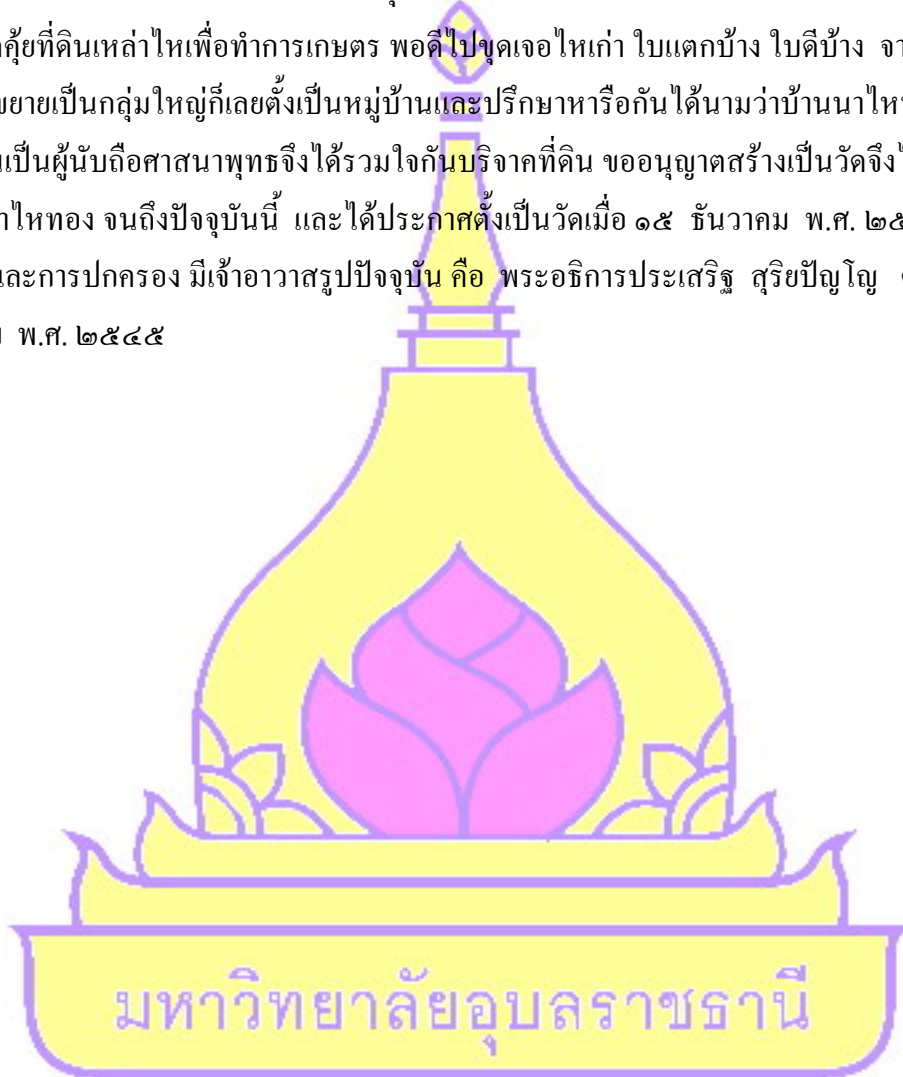 คุ้ยที่ดินเหล่าไหเพื่อทำการเกษตร พอดีไปขุดเจอไหเก่า ใบแตกบ้าง ใบดีบ้าง
ขยายเป็นกลุ่มใหญ่ก็เลยตั้งเป็นหมู่บ้านและปรึกษาหารือกันได้นามว่าบ้านนาไห
เป็นผู้นับถือศาสนาพุทธจึงได้รวมใจกันบริจาคที่ดิน ขออนุญาตสร้างเป็นวัดจึง
าไหทอง จนถึงปัจจุบันนี้ และได้ประกาศตั้งเป็นวัดเมื่อ ๑๕ ธันวาคม พ.ศ. ๒๕
และการปกครอง มีเจ้าอาวาสรูปปัจจุบัน คือ พระอธิการประเสริฐ สุริยปัญโญ
พ.ศ. ๒๕๔๕
มหาวิทยาลัยอุบลราชธานี